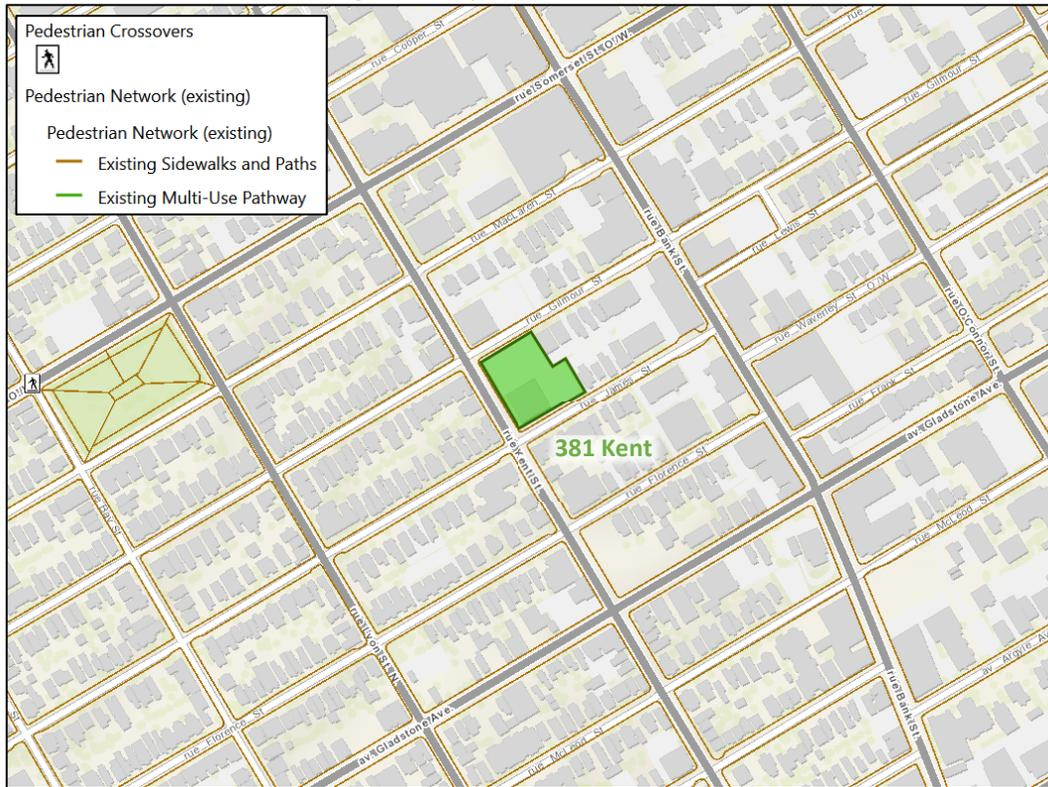 Pedestrian Crossovers
Pedestrian Network (existing)
Pedestrian Network (existing)
Existing Sidewalks and Paths
Existing Multi-Use Pathway
rue Cooper St
rue
rue Somerset St O/W
rue Gilmour St
rue MacLaren St
rue Bank St
rue Lewis St
rue Gilmour St
rue Waverley St O/W
rue O'Connor St
O'/
rue James St
rue Frank St
av. Gladstone Ave.
381 Kent
rue Kent St
rue Florence St
rue Bay St
rue McLeod St
rue Lyon St N
av. Argyle Av
rue Bank St
rue Florence St
av. Gladstone Ave.
rue McLeod St